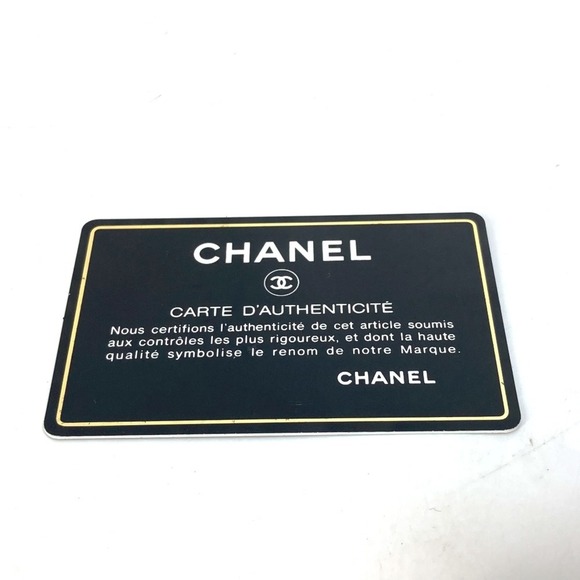 CHANEL
CARTE D'AUTHENTICITÉ
Nous certifions l'authenticité de cet article soumis
aux contrôles les plus rigoureux, et dont la haute
qualité symbolise le renom de notre Marque.
CHANEL